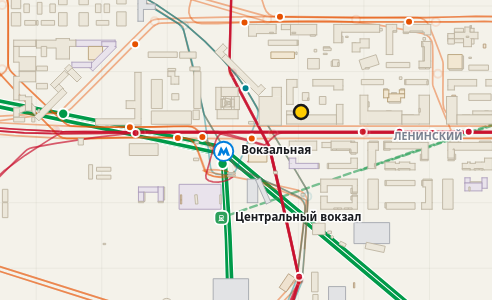 ЛЕНИНСКИЙ
Вокзальная
Центральный вокзал